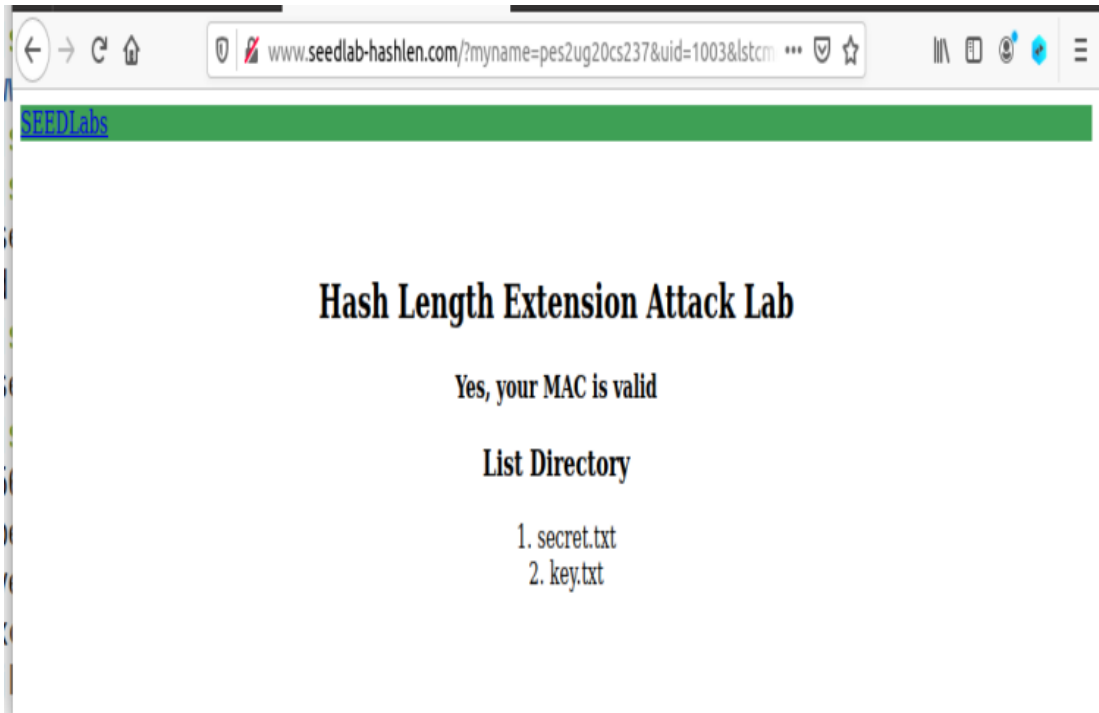 www.seedlab-hashlen.com/?myname=pes2ug20cs237&uid=1003&lstcm
SEEDLabs
Hash Length Extension Attack Lab
Yes, your MAC is valid
List Directory
1. secret.txt
2. key.txt